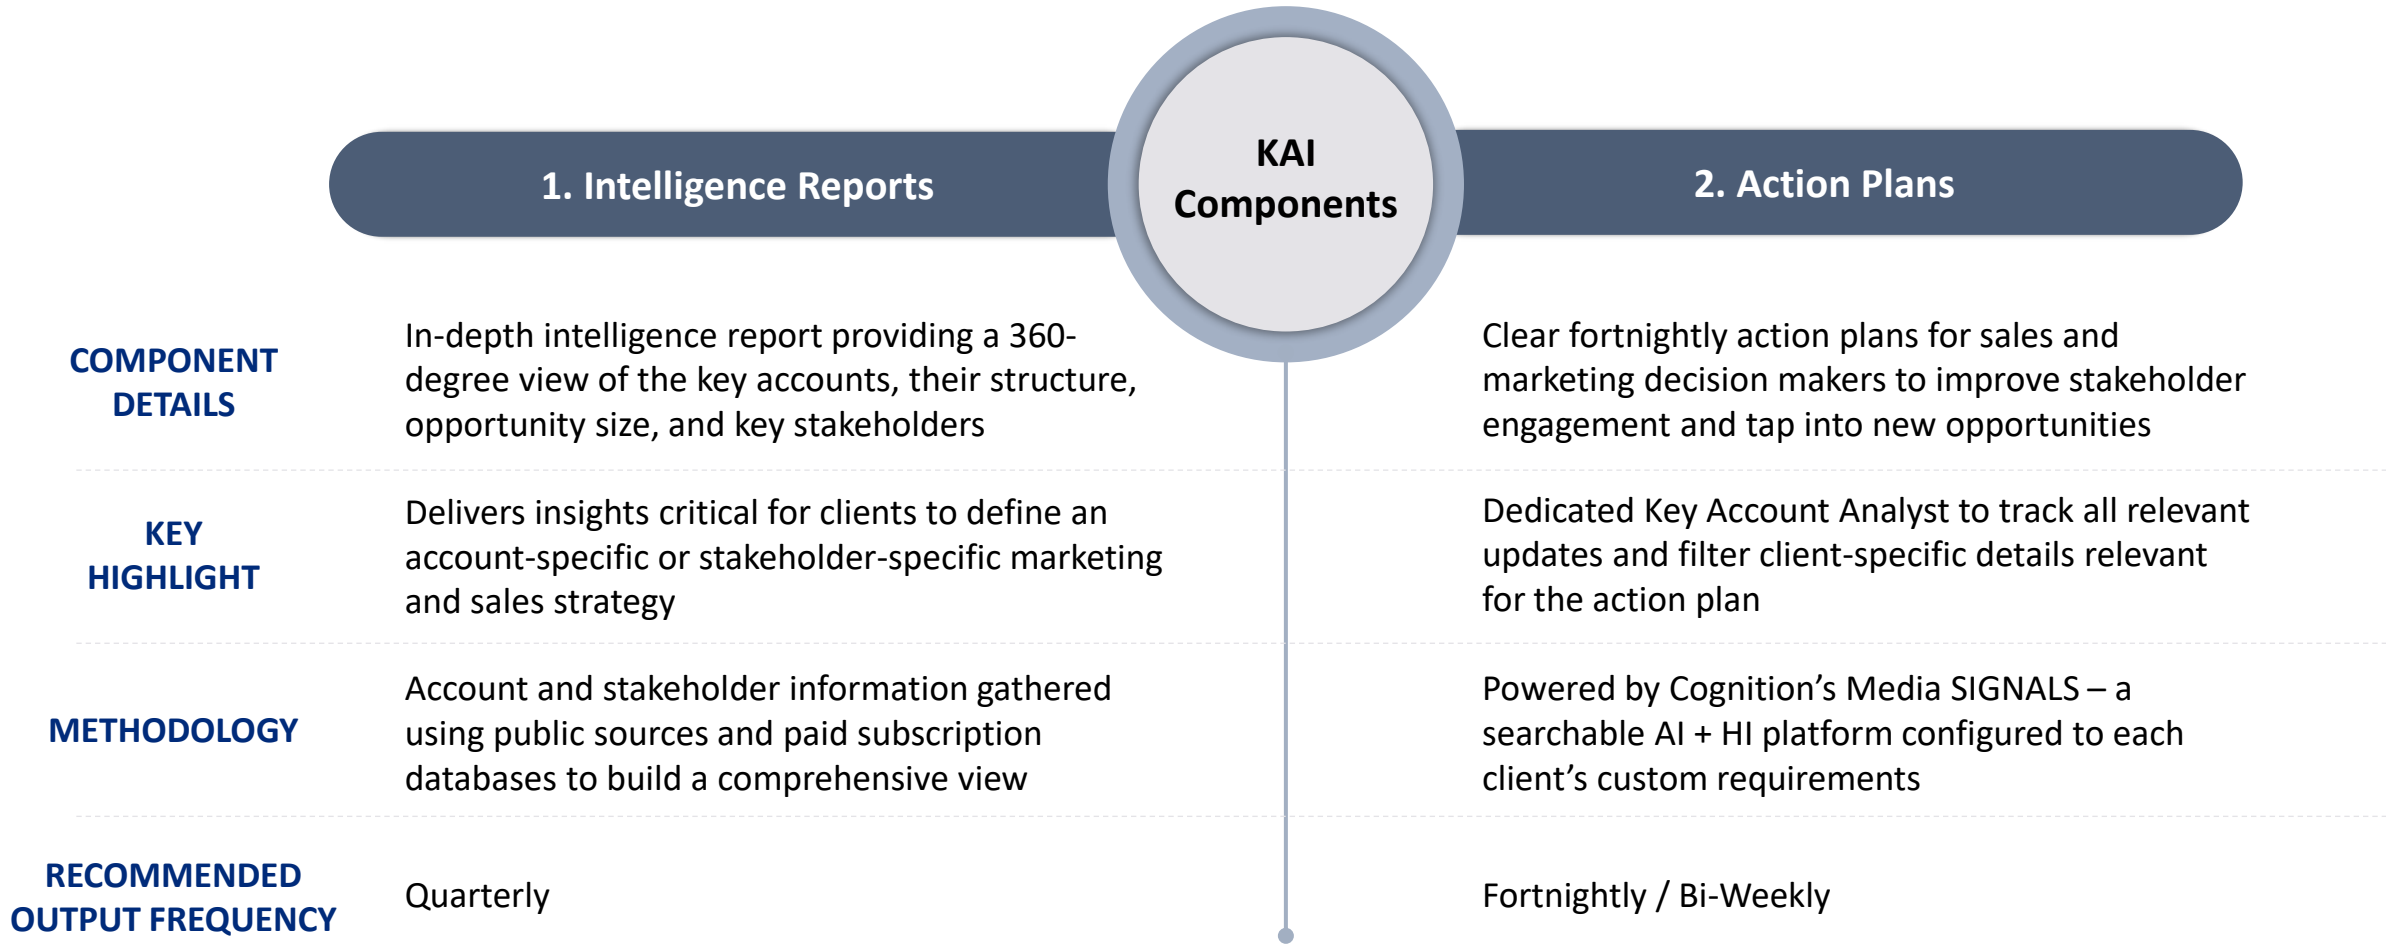 KAI
Components
1. Intelligence Reports
2. Action Plans
COMPONENT
DETAILS
In-depth intelligence report providing a 360-
degree view of the key accounts, their structure,
opportunity size, and key stakeholders
Clear fortnightly action plans for sales and
marketing decision makers to improve stakeholder
engagement and tap into new opportunities
KEY
HIGHLIGHT
Delivers insights critical for clients to define an
account-specific or stakeholder-specific marketing
and sales strategy
Dedicated Key Account Analyst to track all relevant
updates and filter client-specific details relevant
for the action plan
METHODOLOGY
Account and stakeholder information gathered
using public sources and paid subscription
databases to build a comprehensive view
Powered by Cognition’s Media SIGNALS – a
searchable AI + HI platform configured to each
client’s custom requirements
RECOMMENDED
OUTPUT FREQUENCY
Quarterly
Fortnightly / Bi-Weekly